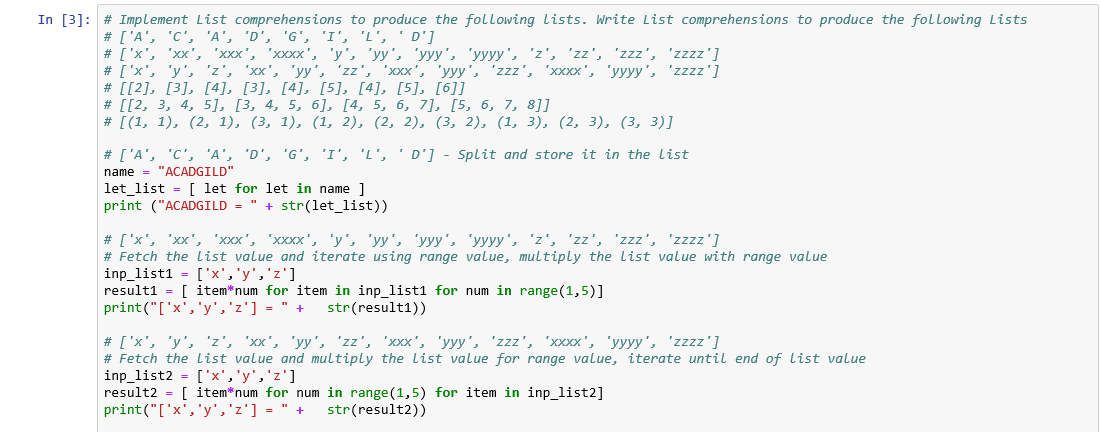 In [3]: # Implement List comprehensions to produce the following lists. Write List comprehensions to produce the following Lists
# ['A', 'C', 'A', 'D', 'G', 'I', 'L', ' D']
# ['x', 'xx', 'xxx', 'xxxx', 'y', 'yy', 'yyy', 'yyyy', 'z', 'zz', 'zzz', 'zzzz']
# ['x', 'y', 'z', 'xx', 'yy', 'zz', 'xxx', 'yyy', 'zzz', 'xxxx', 'yyyy', 'zzzz']
# [[2], [3], [4], [3], [4], [5], [4], [5], [6]]
# [[2, 3, 4, 5], [3, 4, 5, 6], [4, 5, 6, 7], [5, 6, 7, 8]]
# [(1, 1), (2, 1), (3, 1), (1, 2), (2, 2), (3, 2), (1, 3), (2, 3), (3, 3)]
# ['A', 'C', 'A', 'D', 'G', 'I', 'L', ' D'] - Split and store it in the list
name = "ACADGILD"
let_list = [ let for let in name ]
print ("ACADGILD = " + str(let_list))
# ['x', 'xx', 'xxx', 'xxxx', 'y', 'yy', 'yyy', 'yyyy', 'z', 'zz', 'zzz', 'zzzz']
# Fetch the list value and iterate using range value, multiply the list value with range value
inp_list1 = ['x','y','z']
result1 = [ item*num for item in inp_list1 for num in range(1,5)]
print("['x','y','z'] = " +   str(result1))
# ['x', 'y', 'z', 'xx', 'yy', 'zz', 'xxx', 'yyy', 'zzz', 'xxxx', 'yyyy', 'zzzz']
# Fetch the list value and multiply the list value for range value, iterate until end of list value
inp_list2 = ['x','y','z']
result2 = [ item*num for num in range(1,5) for item in inp_list2]
print("['x','y','z'] = " +   str(result2))